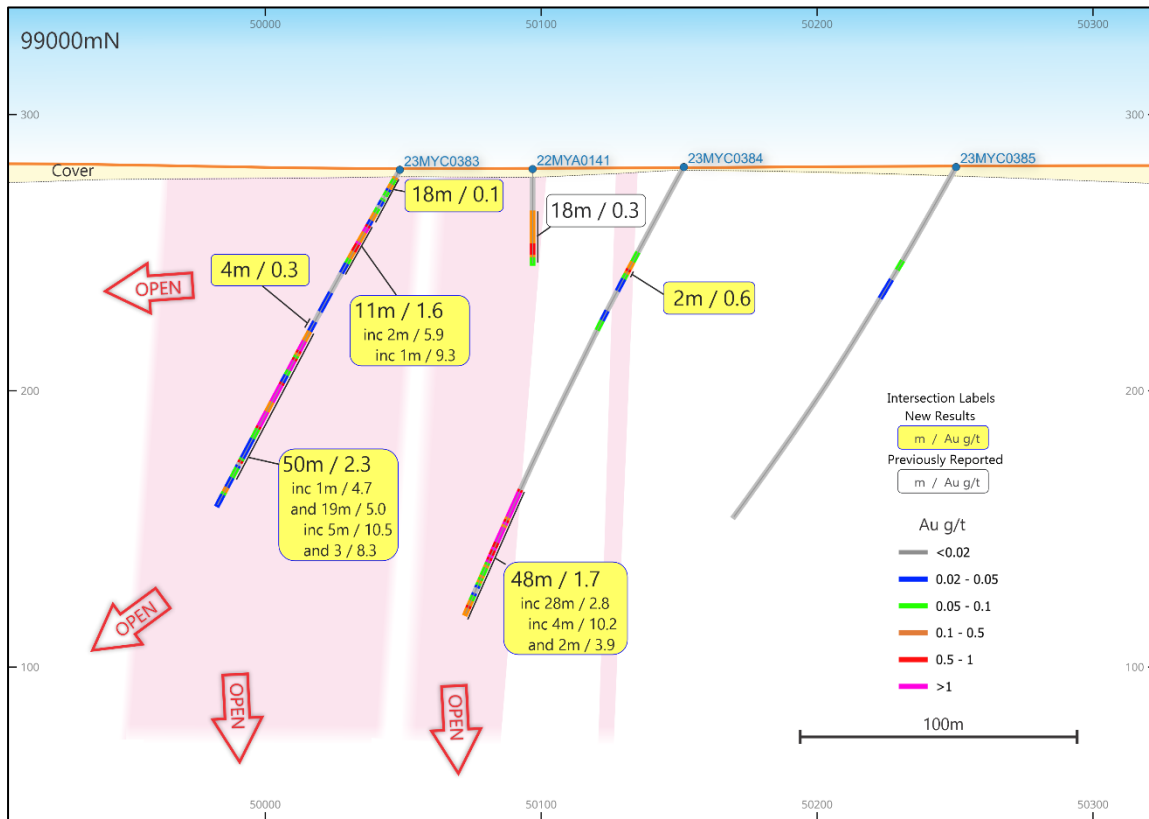 50000
50100
50200
50300
99000mN
300
300
Cover
23MYC0383
22MYA0141
23MYC0384
23MYC0385
18m / 0.1
18m / 0.3
4m / 0.3
OPEN
11m / 1.6
inc 2m / 5.9
inc 1m / 9.3
2m / 0.6
200
200
Intersection Labels
New Results
m / Au g/t
Previously Reported
m / Au g/t
50m / 2.3
inc 1m / 4.7
and 19m / 5.0
inc 5m / 10.5
and 3 / 8.3
Au g/t
<0.02
0.02 - 0.05
0.05 - 0.1
0.1 - 0.5
0.5 - 1
>1
48m / 1.7
inc 28m / 2.8
inc 4m / 10.2
and 2m / 3.9
OPEN
100
100
OPEN
OPEN
100m
50000
50100
50200
50300